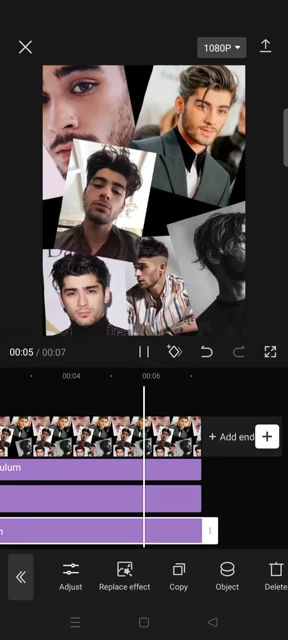 1080P
00:05 / 00:07
00:04
00:06
+ Add end
ulum
Adjust
Replace effect
Copy
Object
Delete